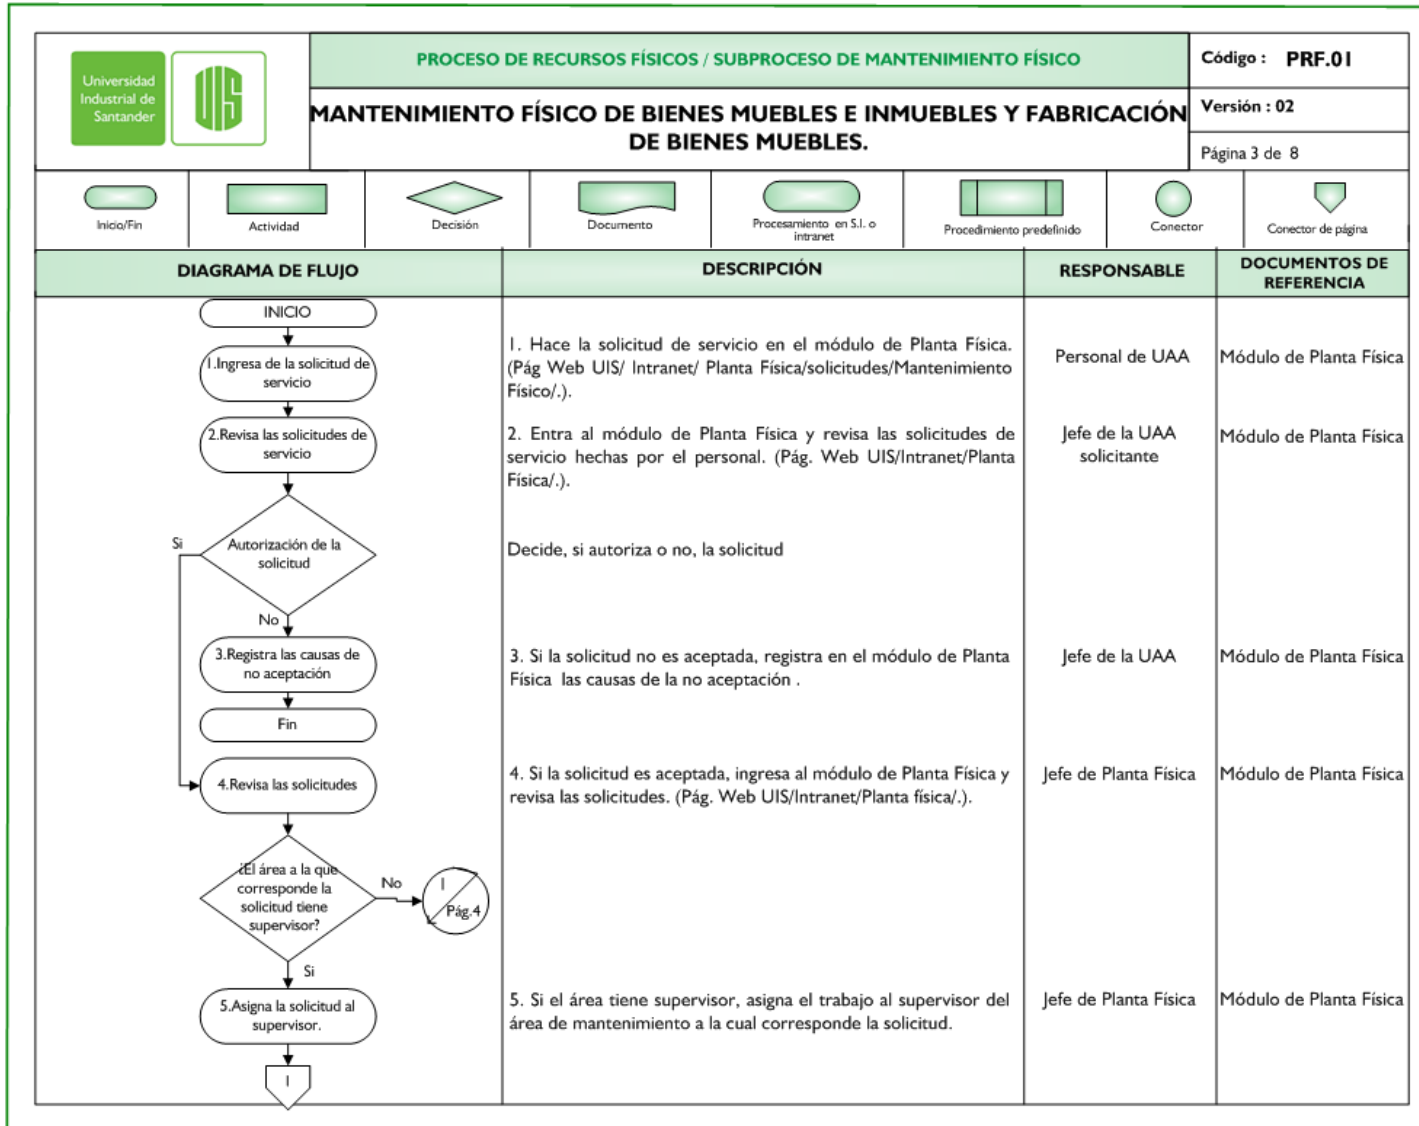 Universidad
Industrial de
Santander
UIS
PROCESO DE RECURSOS FÍSICOS / SUBPROCESO DE MANTENIMIENTO FÍSICO
Código : PRF.01
MANTENIMIENTO FÍSICO DE BIENES MUEBLES E INMUEBLES Y FABRICACIÓN
DE BIENES MUEBLES.
Versión : 02
Página 3 de 8
Inicio/Fin
Actividad
Decisión
Documento
Procesamiento en S.I. o
intranet
Procedimiento predefinido
Conector
Conector de página
DIAGRAMA DE FLUJO
DESCRIPCIÓN
RESPONSABLE
DOCUMENTOS DE
REFERENCIA
INICIO
1.Ingresa de la solicitud de
servicio
1. Hace la solicitud de servicio en el módulo de Planta Física.
(Pág Web UIS/ Intranet/ Planta Física/solicitudes/Mantenimiento
Físico/.).
Personal de UAA
Módulo de Planta Física
2.Revisa las solicitudes de
servicio
2. Entra al módulo de Planta Física y revisa las solicitudes de
servicio hechas por el personal. (Pág. Web UIS/Intranet/Planta
Física/.).
Jefe de la UAA
solicitante
Módulo de Planta Física
Si
Autorización de la
solicitud
Decide, si autoriza o no, la solicitud
No
3.Registra las causas de
no aceptación
3. Si la solicitud no es aceptada, registra en el módulo de Planta
Física las causas de la no aceptación .
Jefe de la UAA
Módulo de Planta Física
Fin
4.Revisa las solicitudes
4. Si la solicitud es aceptada, ingresa al módulo de Planta Física y
revisa las solicitudes. (Pág. Web UIS/Intranet/Planta física/.).
Jefe de Planta Física
Módulo de Planta Física
¿El área a la que
corresponde la
solicitud tiene
supervisor?
No
1
Pág.4
Si
5.Asigna la solicitud al
supervisor.
5. Si el área tiene supervisor, asigna el trabajo al supervisor del
área de mantenimiento a la cual corresponde la solicitud.
Jefe de Planta Física
Módulo de Planta Física
1